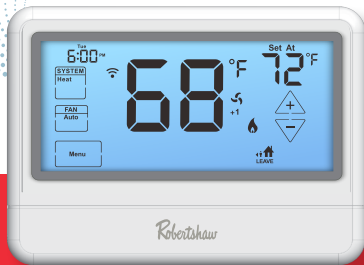 Tue
6:00 PM
SYSTEM
Heat
FAN
Auto
Menu
68 °F
+1
Set At
72 °F
+
−
LEAVE
Robertshaw